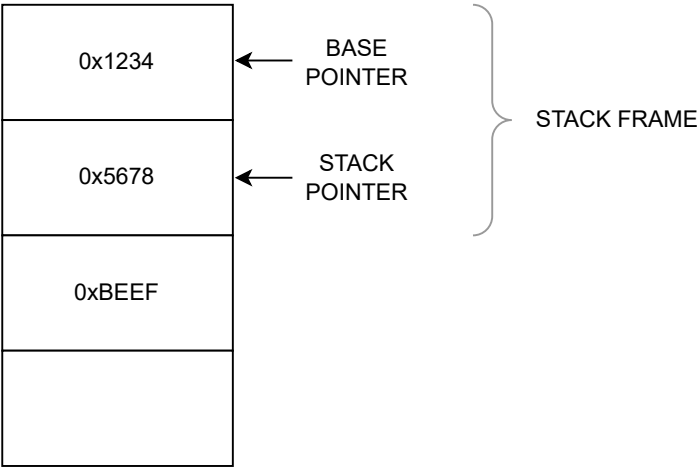 0x1234
BASE
POINTER
STACK FRAME
0x5678
STACK
POINTER
0xBEEF